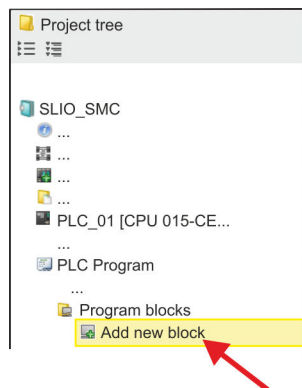 Project tree
SLIO_SMC
...
...
...
...
PLC_01 [CPU 015-CE...
...
PLC Program
...
Program blocks
Add new block